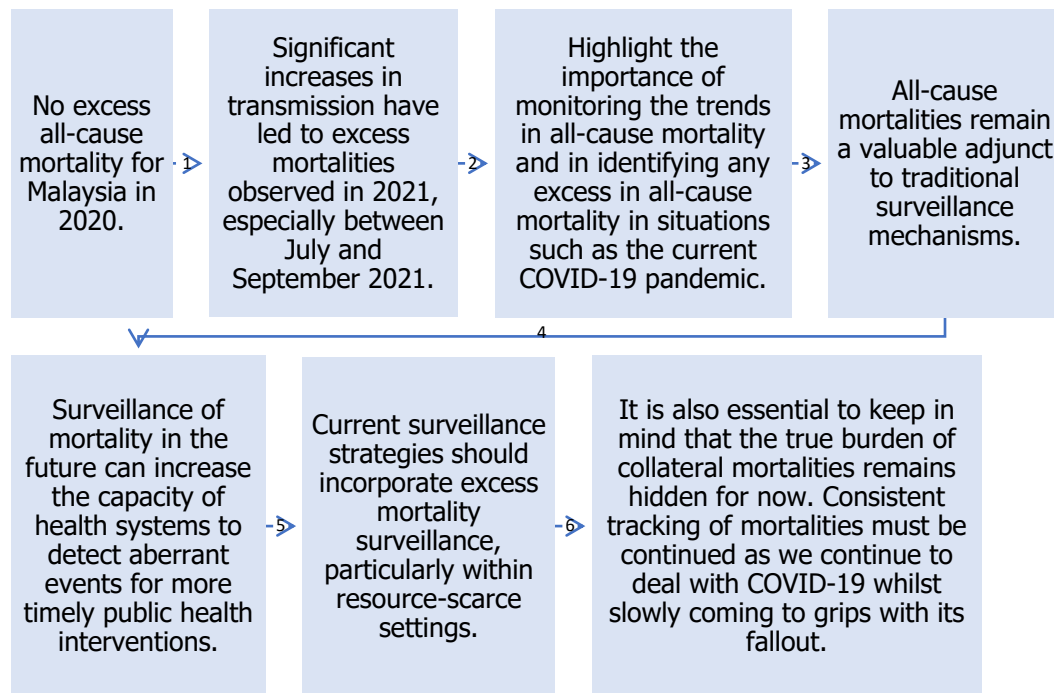 No excess
all-cause
mortality for
Malaysia in
2020.
1
Significant
increases in
transmission have
led to excess
mortalities
observed in 2021,
especially between
July and
September 2021.
2
Highlight the
importance of
monitoring the trends
in all-cause mortality
and in identifying any
excess in all-cause
mortality in situations
such as the current
COVID-19 pandemic.
3
All-cause
mortalities remain
a valuable adjunct
to traditional
surveillance
mechanisms.
4
Surveillance of
mortality in the
future can increase
the capacity of
health systems to
detect aberrant
events for more
timely public health
interventions.
5
Current surveillance
strategies should
incorporate excess
mortality
surveillance,
particularly within
resource-scarce
settings.
6
It is also essential to keep in
mind that the true burden of
collateral mortalities remains
hidden for now. Consistent
tracking of mortalities must be
continued as we continue to
deal with COVID-19 whilst
slowly coming to grips with its
fallout.